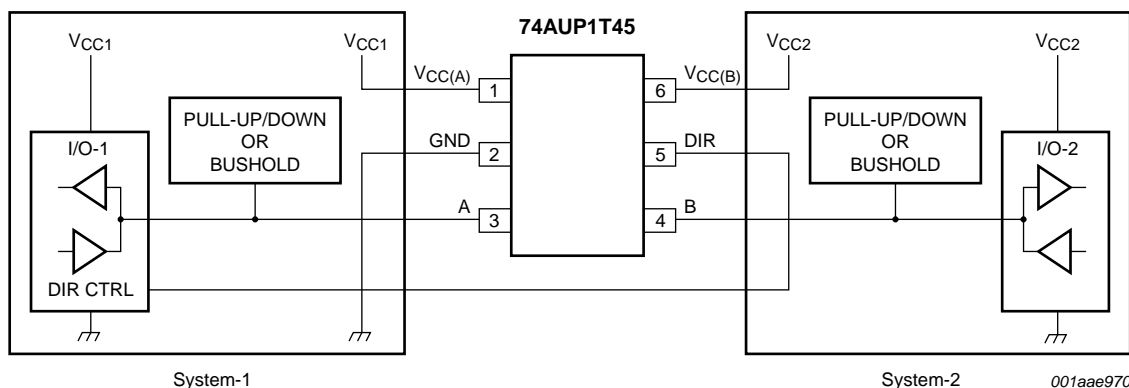 74AUP1T45
VCC1
VCC1
VCC(A)
1
6
VCC(B)
VCC2
VCC2
PULL-UP/DOWN
OR
BUSHOLD
I/O-1
GND
2
5
DIR
PULL-UP/DOWN
OR
BUSHOLD
I/O-2
A
3
4
B
DIR CTRL
System-1
System-2
001aae970